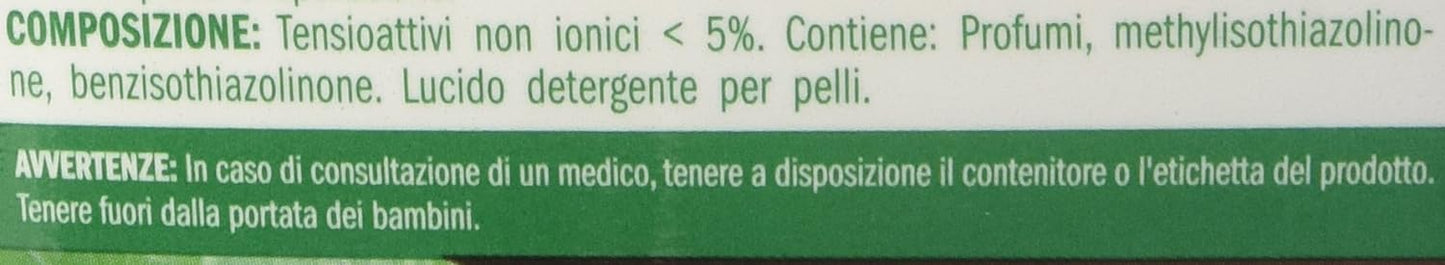 COMPOSIZIONE: Tensioattivi non ionici < 5%. Contiene: Profumi, methylisothiazolino-
ne, benzisothiazolinone. Lucido detergente per pelli.
AVVERTENZE: In caso di consultazione di un medico, tenere a disposizione il contenitore o l'etichetta del prodotto.
Tenere fuori dalla portata dei bambini.